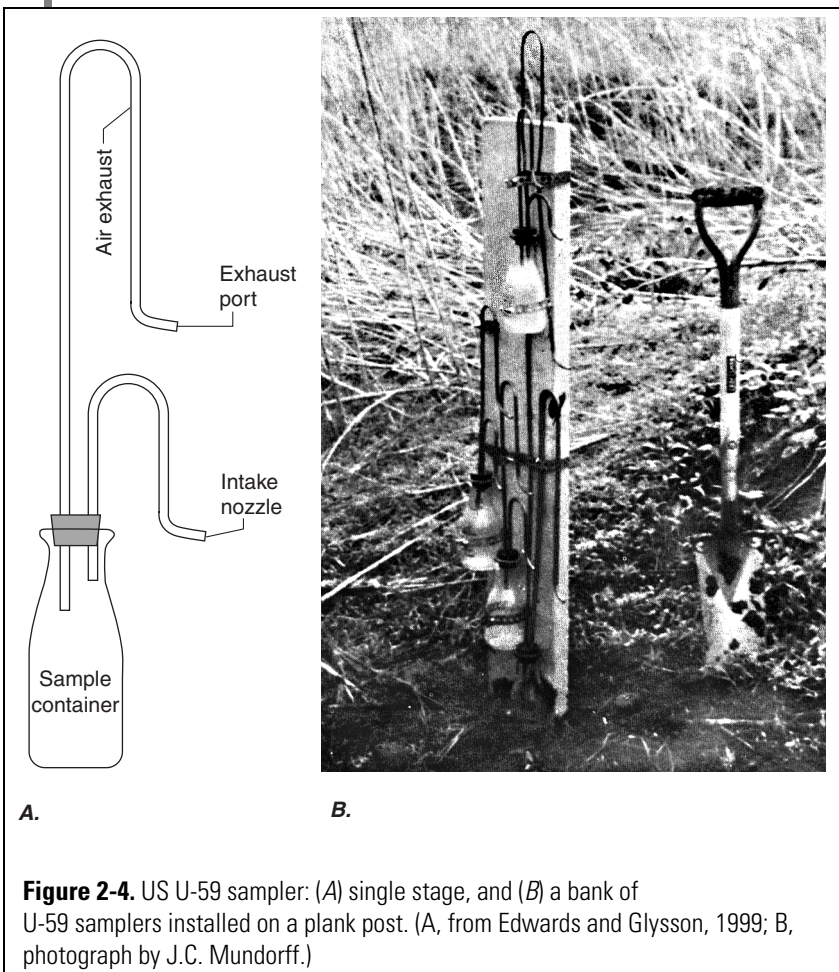 Air exhaust
Exhaust
port
Intake
nozzle
Sample
container
A.
B.
Figure 2-4. US U-59 sampler: (A) single stage, and (B) a bank of
U-59 samplers installed on a plank post. (A, from Edwards and Glysson, 1999; B,
photograph by J.C. Mundorff.)